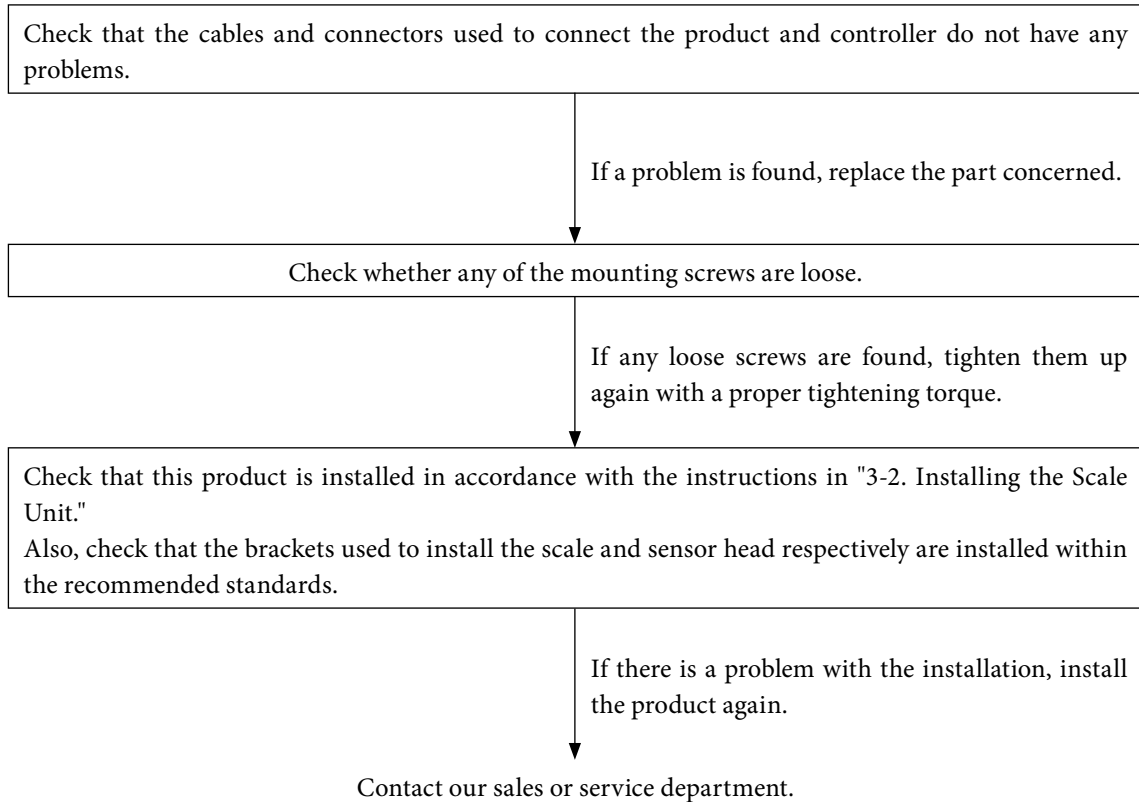 Check that the cables and connectors used to connect the product and controller do not have any
problems.
If a problem is found, replace the part concerned.
Check whether any of the mounting screws are loose.
If any loose screws are found, tighten them up
again with a proper tightening torque.
Check that this product is installed in accordance with the instructions in "3-2. Installing the Scale
Unit."
Also, check that the brackets used to install the scale and sensor head respectively are installed within
the recommended standards.
If there is a problem with the installation, install
the product again.
Contact our sales or service department.